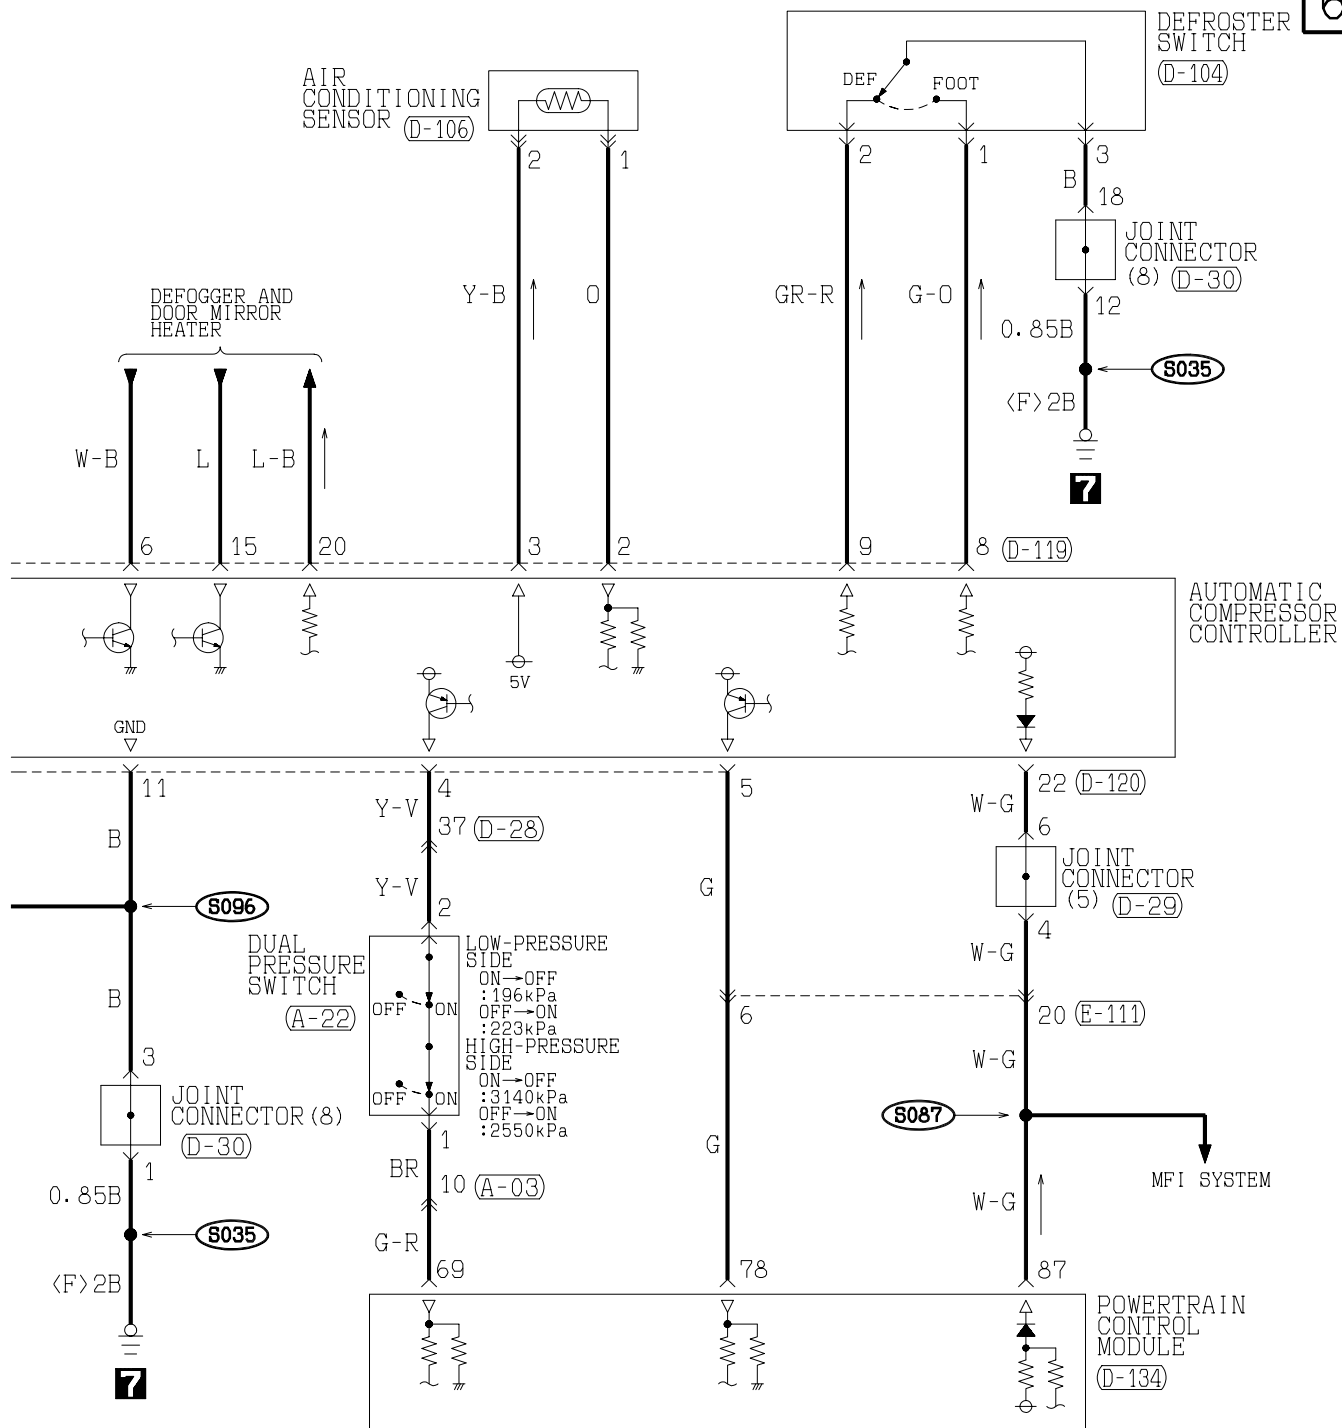 6
DEFROSTER
SWITCH
(D-104)
DEF
FOOT
AIR
CONDITIONING
SENSOR (D-106)
2
1
2
1
3
B
18
JOINT
CONNECTOR
(8) (D-30)
12
0.85B
S035
<F>2B
7
Y-B
O
GR-R
G-O
DEFOGGER AND
DOOR MIRROR
HEATER
W-B
L
L-B
6
15
20
3
2
9
8 (D-119)
AUTOMATIC
COMPRESSOR
CONTROLLER
5V
GND
11
4
5
22 (D-120)
Y-V
W-G
37 (D-28)
6
B
Y-V
G
JOINT
CONNECTOR
(5) (D-29)
S096
2
4
DUAL
PRESSURE
SWITCH
(A-22)
LOW-PRESSURE
SIDE
ON→OFF
:196kPa
OFF→ON
:223kPa
HIGH-PRESSURE
SIDE
ON→OFF
:3140kPa
OFF→ON
:2550kPa
OFF
ON
OFF
ON
W-G
B
6
20 (E-111)
3
W-G
JOINT
CONNECTOR(8)
(D-30)
S087
1
1
BR
G
10 (A-03)
MFI SYSTEM
0.85B
W-G
S035
G-R
<F>2B
69
78
87
7
POWERTRAIN
CONTROL
MODULE
(D-134)